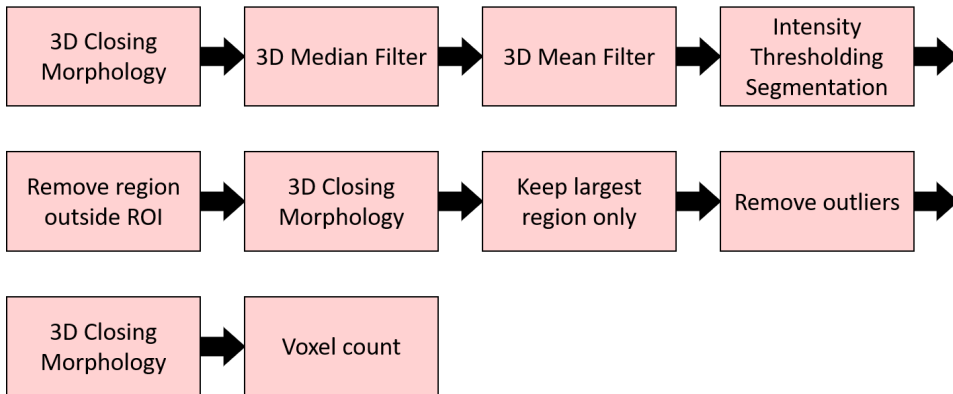 3D Closing
Morphology
3D Median Filter
3D Mean Filter
Intensity
Thresholding
Segmentation
Remove region
outside ROI
3D Closing
Morphology
Keep largest
region only
Remove outliers
3D Closing
Morphology
Voxel count